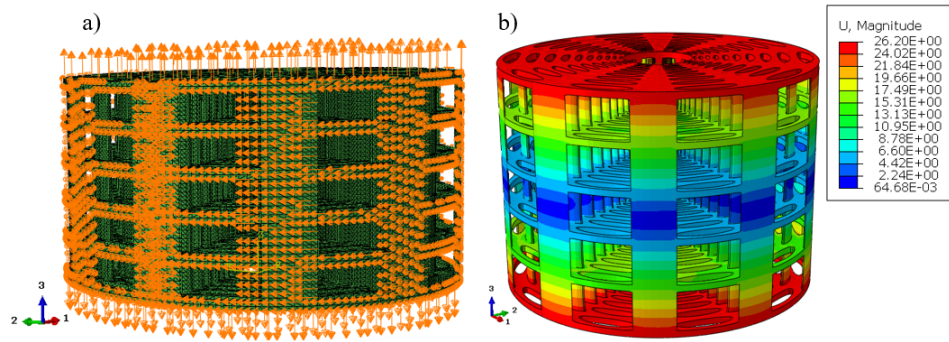 a)
b)
U, Magnitude
26.20E+00
24.02E+00
21.84E+00
19.66E+00
17.49E+00
15.31E+00
13.13E+00
10.95E+00
8.78E+00
6.60E+00
4.42E+00
2.24E+00
64.68E-03
3
2
1
3
2
1